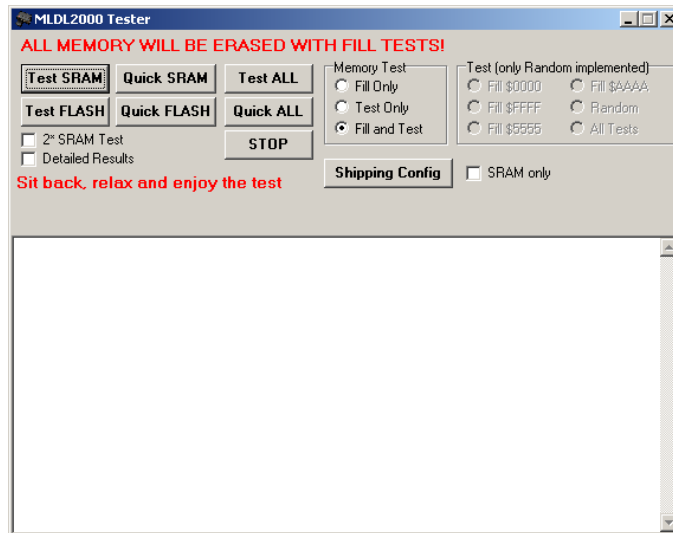 MLDL2000 Tester
ALL MEMORY WILL BE ERASED WITH FILL TESTS!
Test SRAM Quick SRAM Test ALL
Test FLASH Quick FLASH Quick ALL
2* SRAM Test
Detailed Results
STOP
Sit back, relax and enjoy the test
Memory Test
Fill Only
Test Only
Fill and Test
Test (only Random implemented)
Fill $0000 Fill $AAAA
Fill $FFFF Random
Fill $5555 All Tests
Shipping Config SRAM only